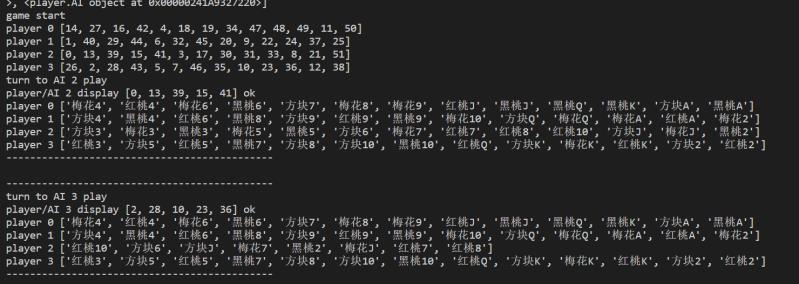 >, <player.AI object at 0x00000241A9327220>]
game start
player 0 [14, 27, 16, 42, 4, 18, 19, 34, 47, 48, 49, 11, 50]
player 1 [1, 40, 29, 44, 6, 32, 45, 20, 9, 22, 24, 37, 25]
player 2 [0, 13, 39, 15, 41, 3, 17, 30, 31, 33, 8, 21, 51]
player 3 [26, 2, 28, 43, 5, 7, 46, 35, 10, 23, 36, 12, 38]
turn to AI 2 play
player/AI 2 display [0, 13, 39, 15, 41] ok
player 0 ['梅花4', '红桃4', '梅花6', '黑桃6', '方块7', '梅花8', '梅花9', '红桃J', '黑桃J', '黑桃Q', '黑桃K', '方块A', '黑桃A']
player 1 ['方块4', '黑桃4', '红桃6', '黑桃8', '方块9', '红桃9', '黑桃9', '梅花10', '方块Q', '梅花Q', '梅花A', '红桃A', '梅花2']
player 2 ['方块3', '梅花3', '黑桃3', '梅花5', '黑桃5', '方块6', '梅花7', '红桃7', '红桃8', '红桃10', '方块J', '梅花J', '黑桃2']
player 3 ['红桃3', '方块5', '红桃5', '黑桃7', '方块8', '方块10', '黑桃10', '红桃Q', '方块K', '梅花K', '红桃K', '方块2', '红桃2']
--------------------------------------------
--------------------------------------------
turn to AI 3 play
player/AI 3 display [2, 28, 10, 23, 36] ok
player 0 ['梅花4', '红桃4', '梅花6', '黑桃6', '方块7', '梅花8', '梅花9', '红桃J', '黑桃J', '黑桃Q', '黑桃K', '方块A', '黑桃A']
player 1 ['方块4', '黑桃4', '红桃6', '黑桃8', '方块9', '红桃9', '黑桃9', '梅花10', '方块Q', '梅花Q', '梅花A', '红桃A', '梅花2']
player 2 ['红桃10', '方块6', '方块J', '梅花7', '黑桃2', '梅花J', '红桃7', '红桃8']
player 3 ['红桃3', '方块5', '红桃5', '黑桃7', '方块8', '方块10', '黑桃10', '红桃Q', '方块K', '梅花K', '红桃K', '方块2', '红桃2']
--------------------------------------------